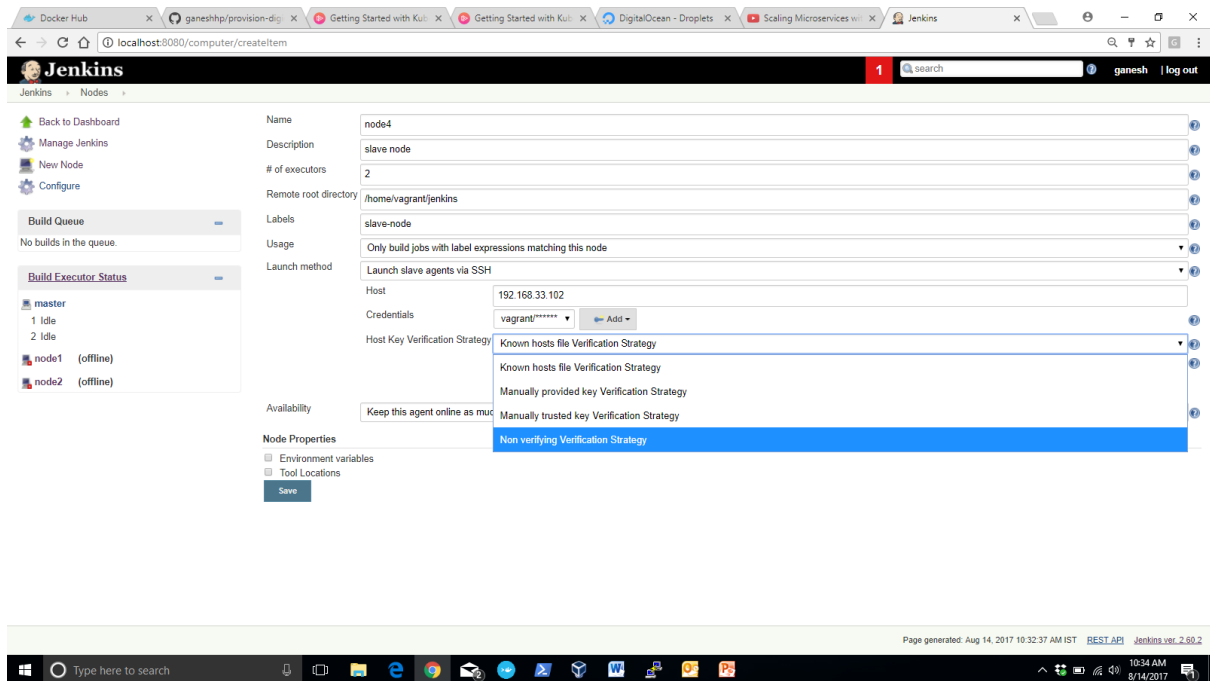 Docker Hub
ganeshhp/provision-dig
Getting Started with Kub
Getting Started with Kub
DigitalOcean - Droplets
Scaling Microservices wit
Jenkins
localhost:8080/computer/createItem
Jenkins
1
search
ganesh
| log out
Jenkins
Nodes
Back to Dashboard
Manage Jenkins
New Node
Configure
Build Queue
No builds in the queue.
Build Executor Status
master
1 Idle
2 Idle
node1 (offline)
node2 (offline)
Name
node4
Description
slave node
# of executors
2
Remote root directory
/home/vagrant/jenkins
Labels
slave-node
Usage
Only build jobs with label expressions matching this node
Launch method
Launch slave agents via SSH
Host
192.168.33.102
Credentials
vagrant/******
Add
Host Key Verification Strategy
Known hosts file Verification Strategy
Known hosts file Verification Strategy
Manually provided key Verification Strategy
Manually trusted key Verification Strategy
Non verifying Verification Strategy
Availability
Keep this agent online as muc
Node Properties
Environment variables
Tool Locations
Save
Page generated: Aug 14, 2017 10:32:37 AM IST
REST API
Jenkins ver. 2.60.2
Type here to search
10:34 AM
8/14/2017